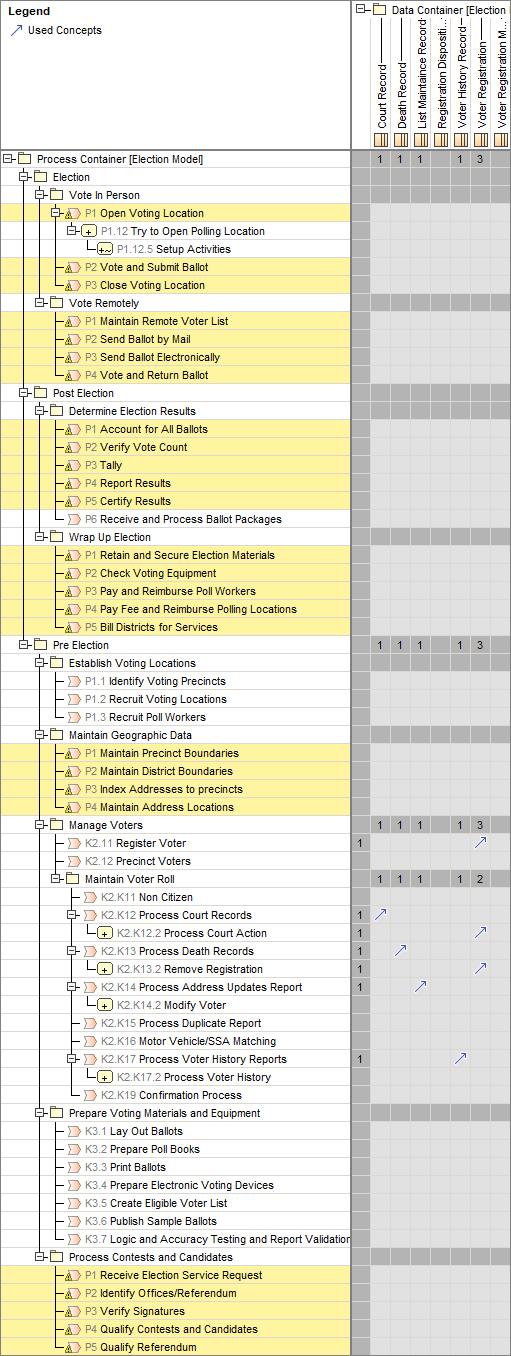 Legend
Used Concepts
Data Container [Election
Court Record
Death Record
List Maintaince Record
Registration Dispositi...
Voter History Record
Voter Registration
Voter Registration M...
Process Container [Election Model] 1 1 1 1 3
Election
Vote In Person
P1 Open Voting Location
P1.12 Try to Open Polling Location
P1.12.5 Setup Activities
P2 Vote and Submit Ballot
P3 Close Voting Location
Vote Remotely
P1 Maintain Remote Voter List
P2 Send Ballot by Mail
P3 Send Ballot Electronically
P4 Vote and Return Ballot
Post Election
Determine Election Results
P1 Account for All Ballots
P2 Verify Vote Count
P3 Tally
P4 Report Results
P5 Certify Results
P6 Receive and Process Ballot Packages
Wrap Up Election
P1 Retain and Secure Election Materials
P2 Check Voting Equipment
P3 Pay and Reimburse Poll Workers
P4 Pay Fee and Reimburse Polling Locations
P5 Bill Districts for Services
Pre Election 1 1 1 1 3
Establish Voting Locations
P1.1 Identify Voting Precincts
P1.2 Recruit Voting Locations
P1.3 Recruit Poll Workers
Maintain Geographic Data
P1 Maintain Precinct Boundaries
P2 Maintain District Boundaries
P3 Index Addresses to precincts
P4 Maintain Address Locations
Manage Voters 1 1 1 1 3
K2.11 Register Voter 1
K2.12 Precinct Voters
Maintain Voter Roll 1 1 1 1 2
K2.K11 Non Citizen
K2.K12 Process Court Records 1
K2.K12.2 Process Court Action 1
K2.K13 Process Death Records 1
K2.K13.2 Remove Registration 1
K2.K14 Process Address Updates Report 1
K2.K14.2 Modify Voter
K2.K15 Process Duplicate Report
K2.K16 Motor Vehicle/SSA Matching
K2.K17 Process Voter History Reports 1
K2.K17.2 Process Voter History
K2.K19 Confirmation Process
Prepare Voting Materials and Equipment
K3.1 Lay Out Ballots
K3.2 Prepare Poll Books
K3.3 Print Ballots
K3.4 Prepare Electronic Voting Devices
K3.5 Create Eligible Voter List
K3.6 Publish Sample Ballots
K3.7 Logic and Accuracy Testing and Report Validation
Process Contests and Candidates
P1 Receive Election Service Request
P2 Identify Offices/Referendum
P3 Verify Signatures
P4 Qualify Contests and Candidates
P5 Qualify Referendum